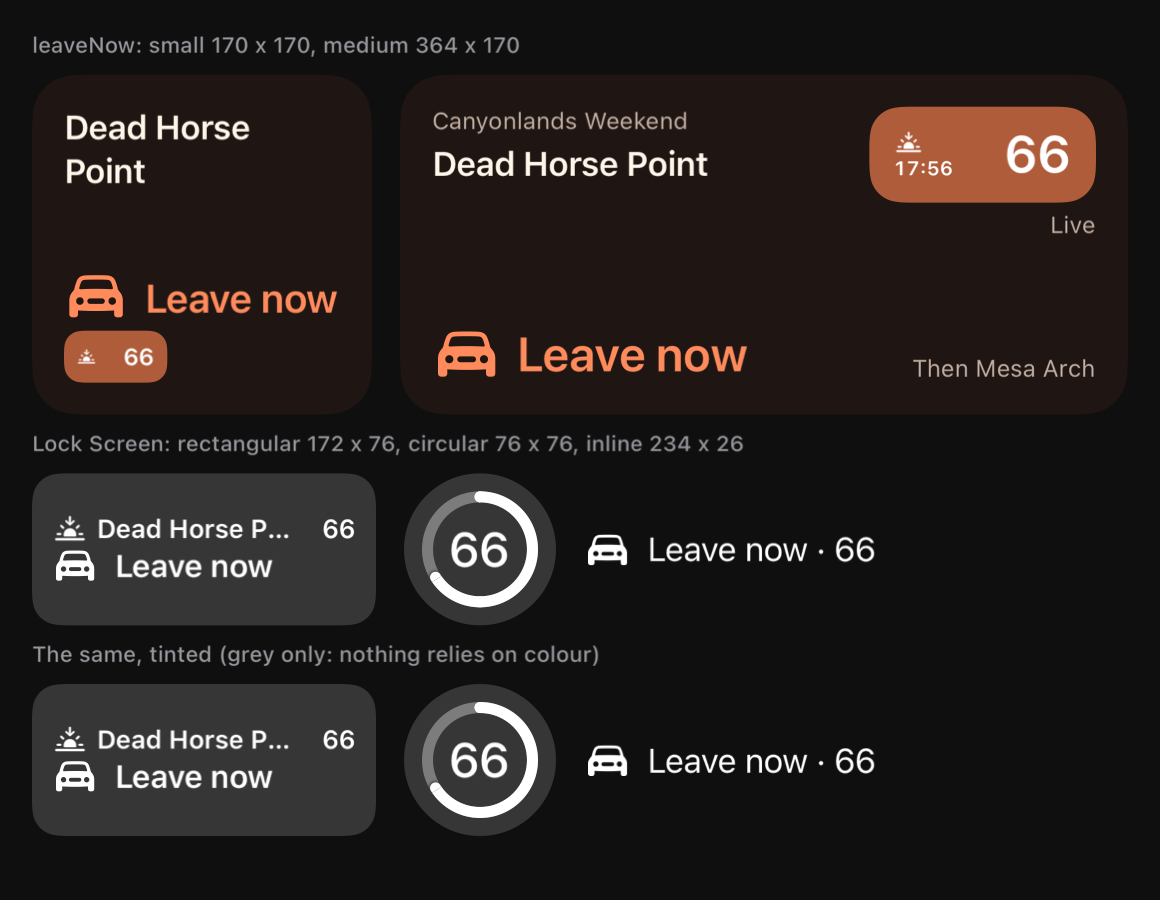 leaveNow: small 170 x 170, medium 364 x 170
Dead Horse
Point
Leave now
66
Canyonlands Weekend
Dead Horse Point
17:56
66
Live
Leave now
Then Mesa Arch
Lock Screen: rectangular 172 x 76, circular 76 x 76, inline 234 x 26
Dead Horse P... 66
Leave now
66
Leave now · 66
The same, tinted (grey only: nothing relies on colour)
Dead Horse P... 66
Leave now
66
Leave now · 66